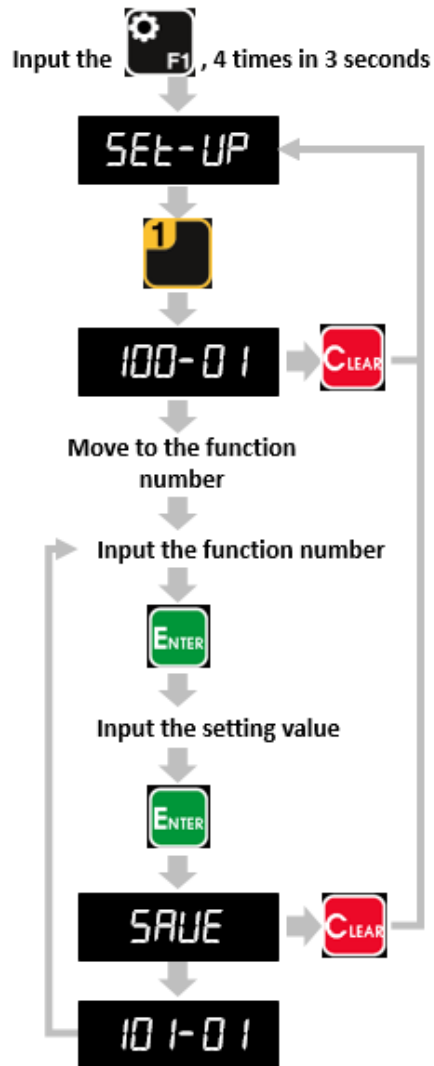 Input the F1 , 4 times in 3 seconds
SEt-UP
1
100-01
CLEAR
Move to the function
number
Input the function number
ENTER
Input the setting value
ENTER
SAUE
CLEAR
101-01